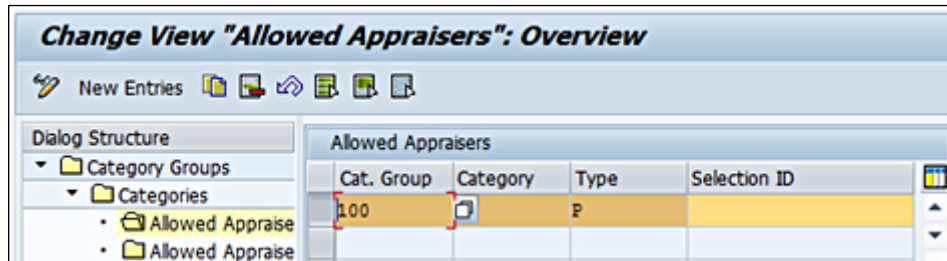 Change View "Allowed Appraisers": Overview
New Entries
Dialog Structure
Category Groups
Categories
Allowed Appraise
Allowed Appraise
Allowed Appraisers
Cat. Group Category Type Selection ID
100 P